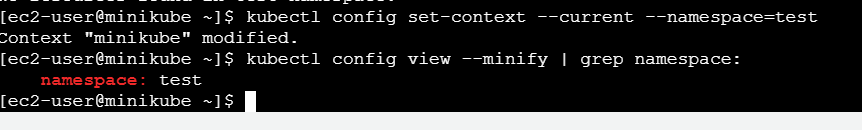 [ec2-user@minikube ~]$ kubectl config set-context --current --namespace=test
Context "minikube" modified.
[ec2-user@minikube ~]$ kubectl config view --minify | grep namespace:
    namespace: test
[ec2-user@minikube ~]$